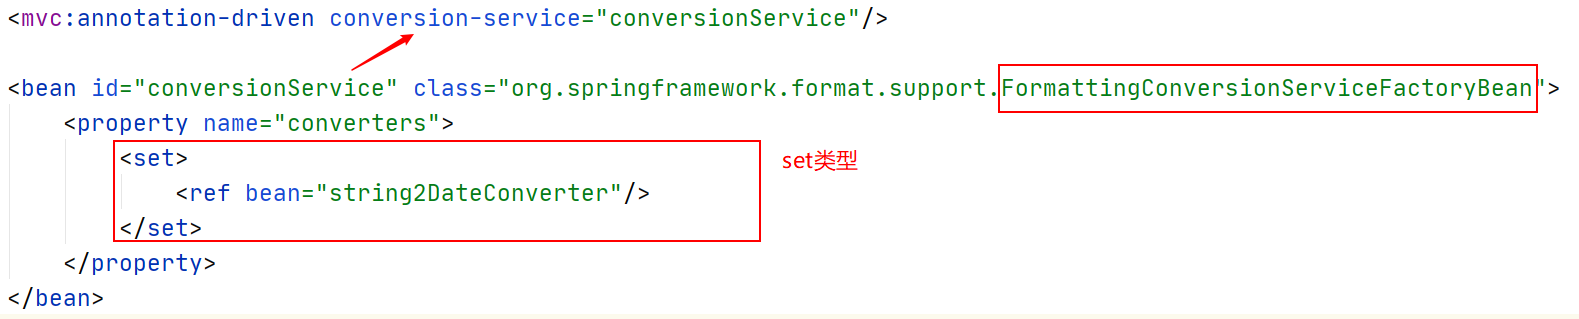 <mvc:annotation-driven conversion-service="conversionService"/>
<bean id="conversionService" class="org.springframework.format.support.FormattingConversionServiceFactoryBean">
<property name="converters">
<set>
set类型
<ref bean="string2DateConverter"/>
</set>
</property>
</bean>